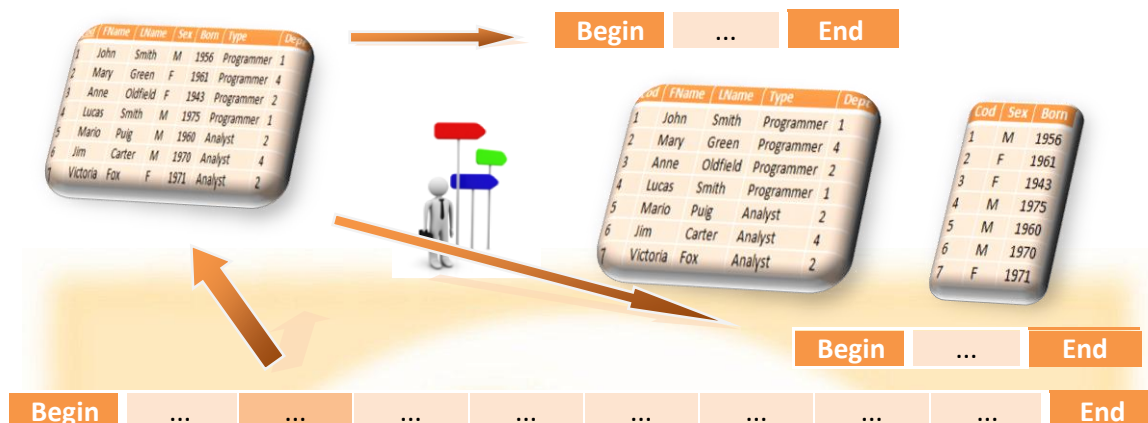 Cod FName LName Sex Born Type Dept
1 John Smith M 1956 Programmer 1
2 Mary Green F 1961 Programmer 4
3 Anne Oldfield F 1943 Programmer 2
4 Lucas Smith M 1975 Programmer 1
5 Mario Puig M 1960 Analyst 2
6 Jim Carter M 1970 Analyst 4
7 Victoria Fox F 1971 Analyst 2
Begin ... End
Cod FName LName Type Dept
1 John Smith Programmer 1
2 Mary Green Programmer 4
3 Anne Oldfield Programmer 2
4 Lucas Smith Programmer 1
5 Mario Puig Analyst 2
6 Jim Carter Analyst 4
7 Victoria Fox Analyst 2
Cod Sex Born
1 M 1956
2 F 1961
3 F 1943
4 M 1975
5 M 1960
6 M 1970
7 F 1971
Begin ... End
Begin ... ... ... ... ... ... ... ... End